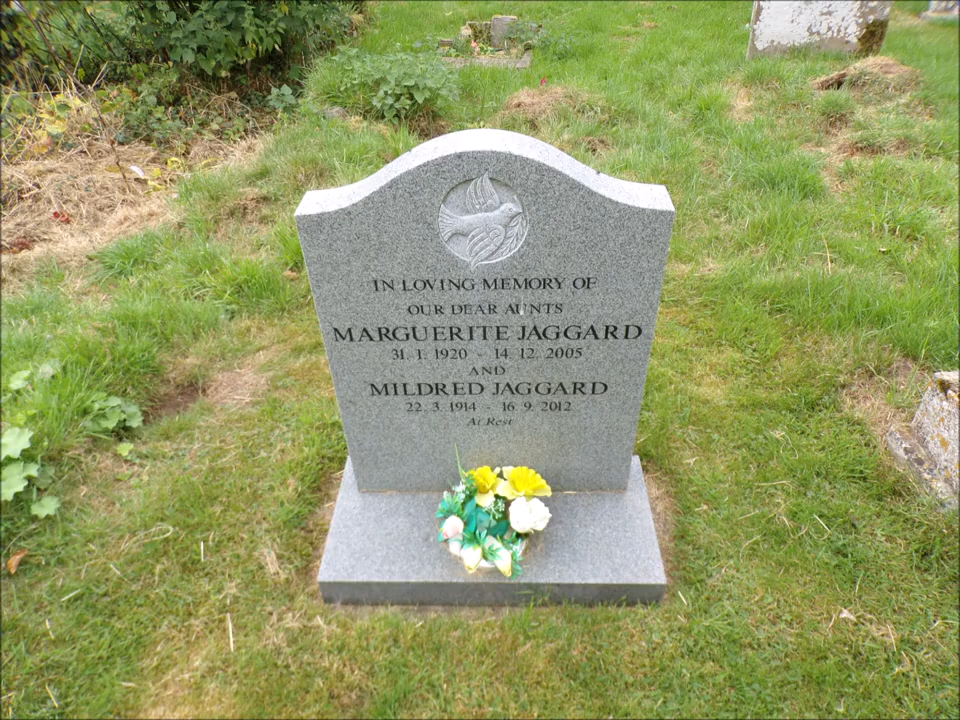 IN LOVING MEMORY OF
OUR DEAR AUNTS
MARGUERITE JAGGARD
31. 1. 1920 - 14. 12. 2005
AND
MILDRED JAGGARD
22. 3. 1914 - 16. 9. 2012
At Rest